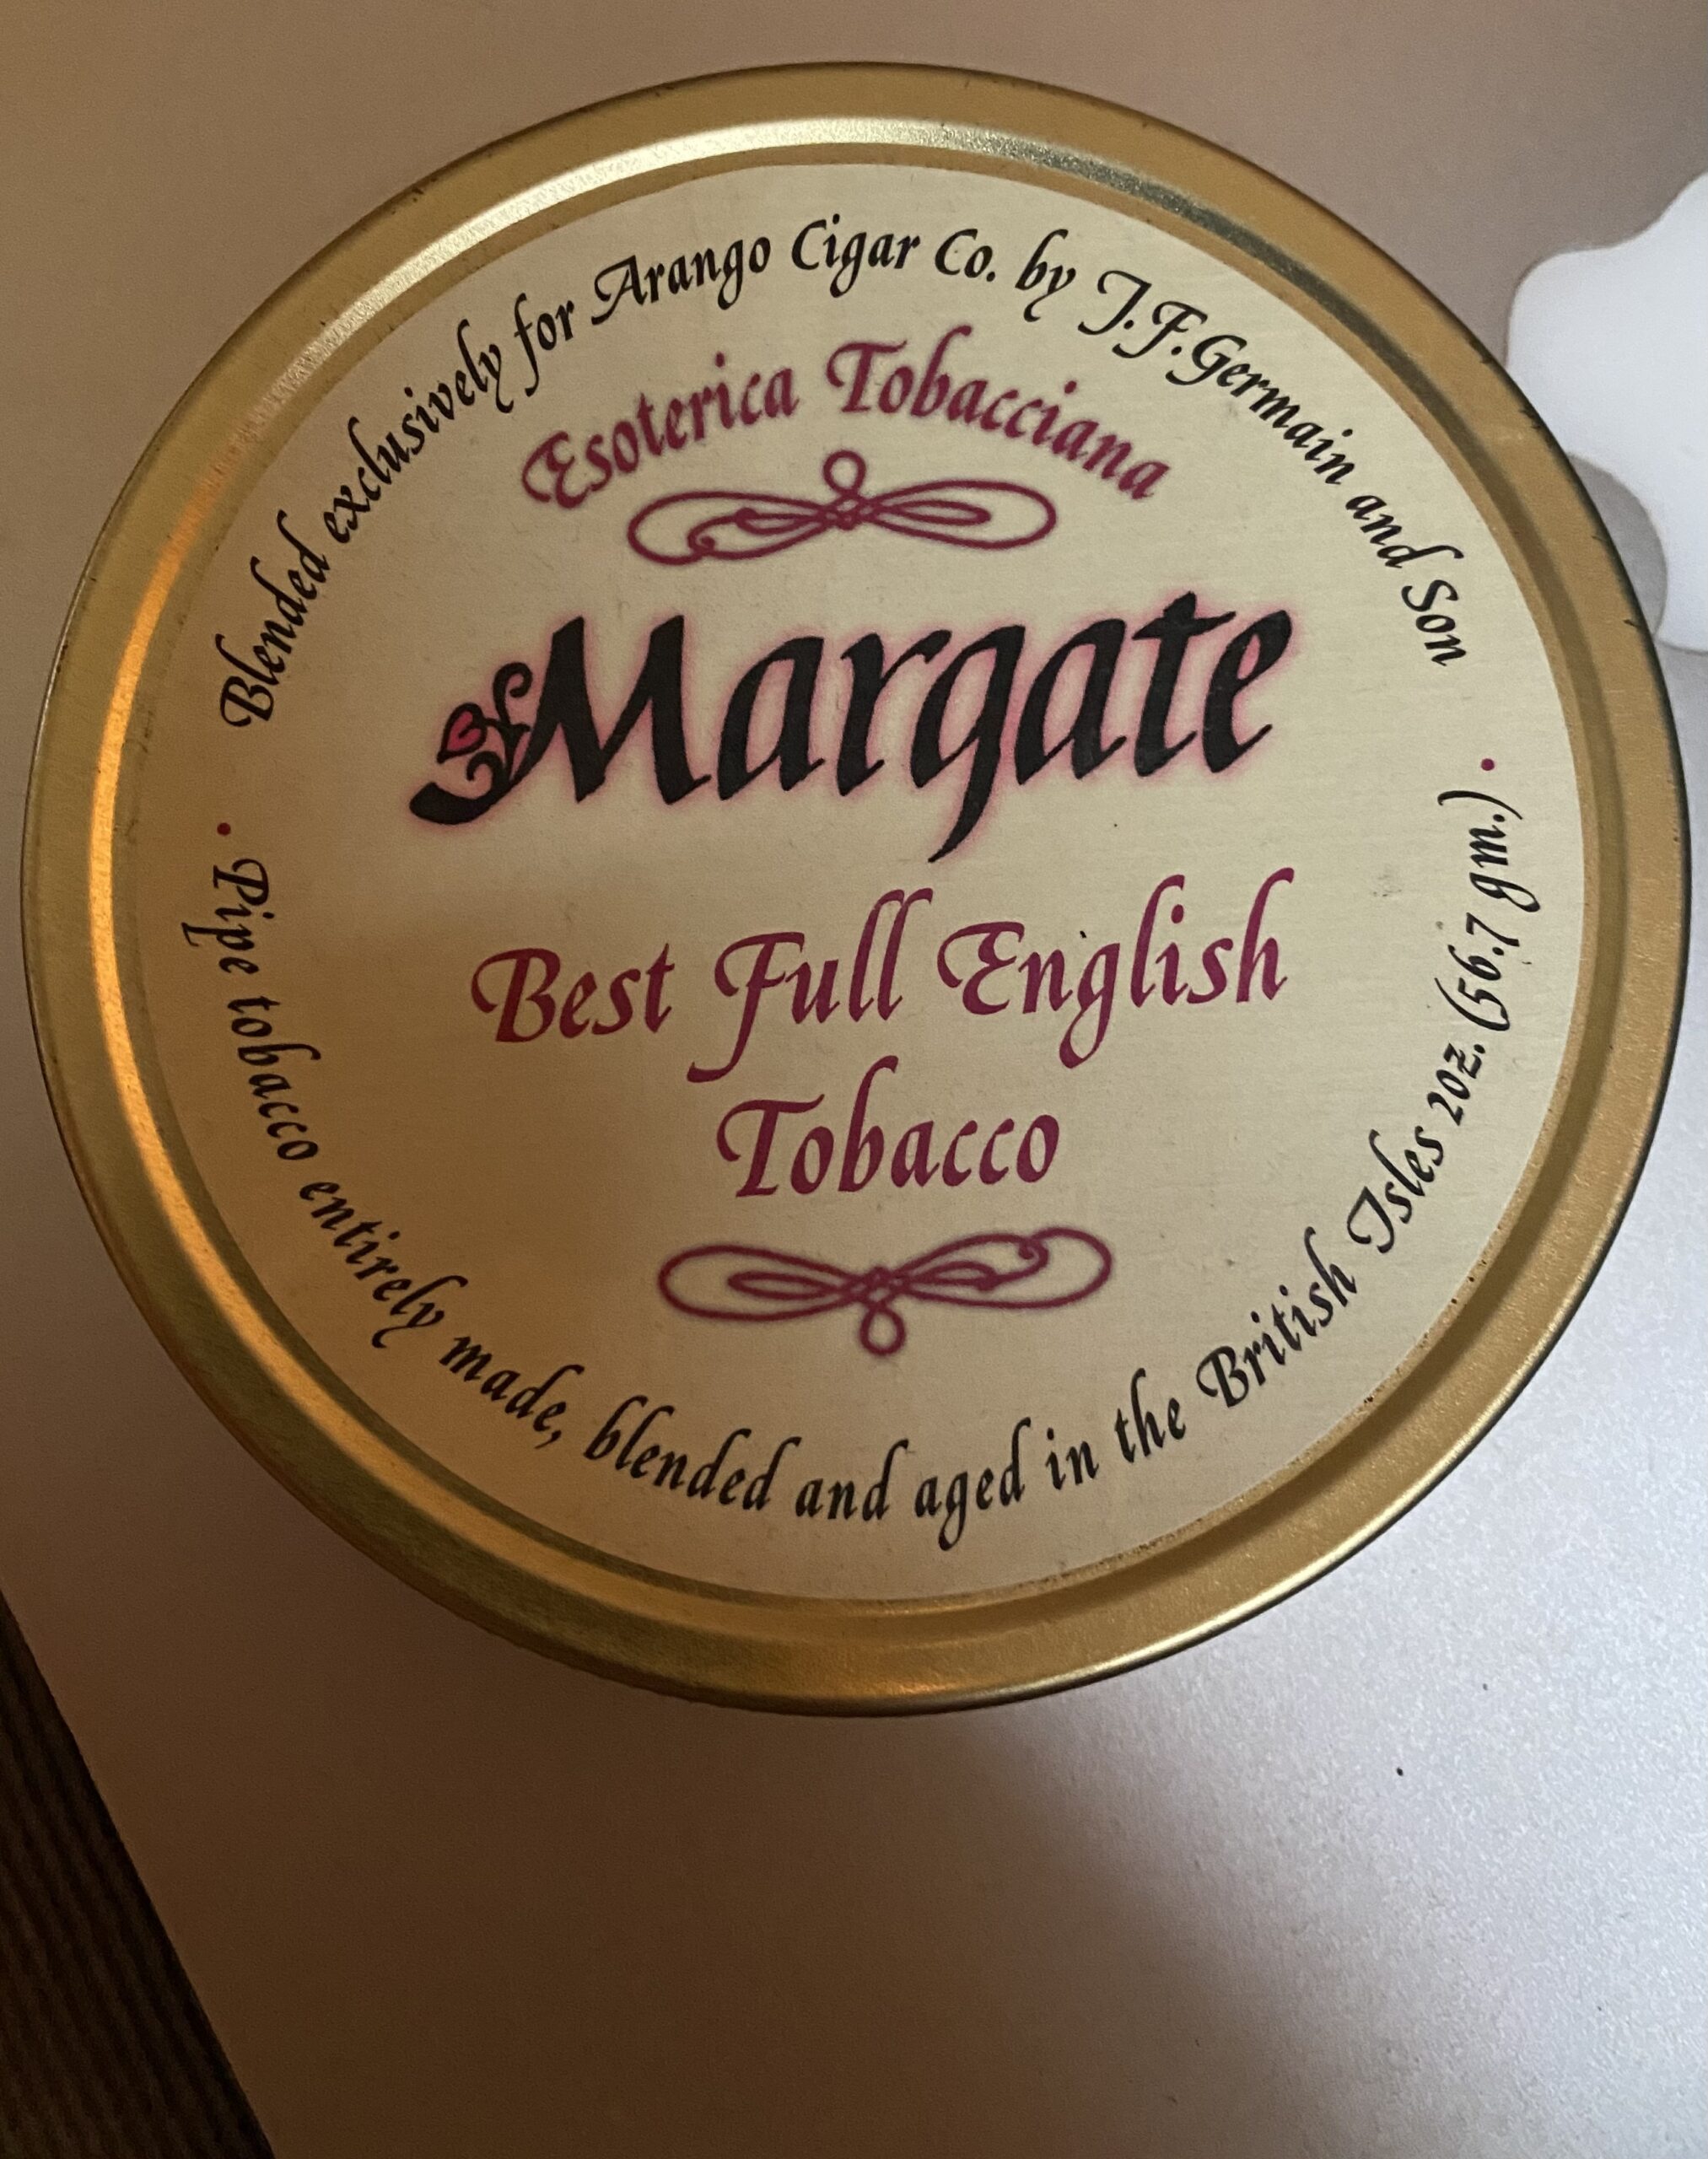 Blended exclusively for Arango Cigar Co. by J.F. Germain and Son
Esoterica Tobacciana
Margate
Best Full English
Tobacco
• Pipe tobacco entirely made, blended and aged in the British Isles 2oz. (56.7 gm.) •